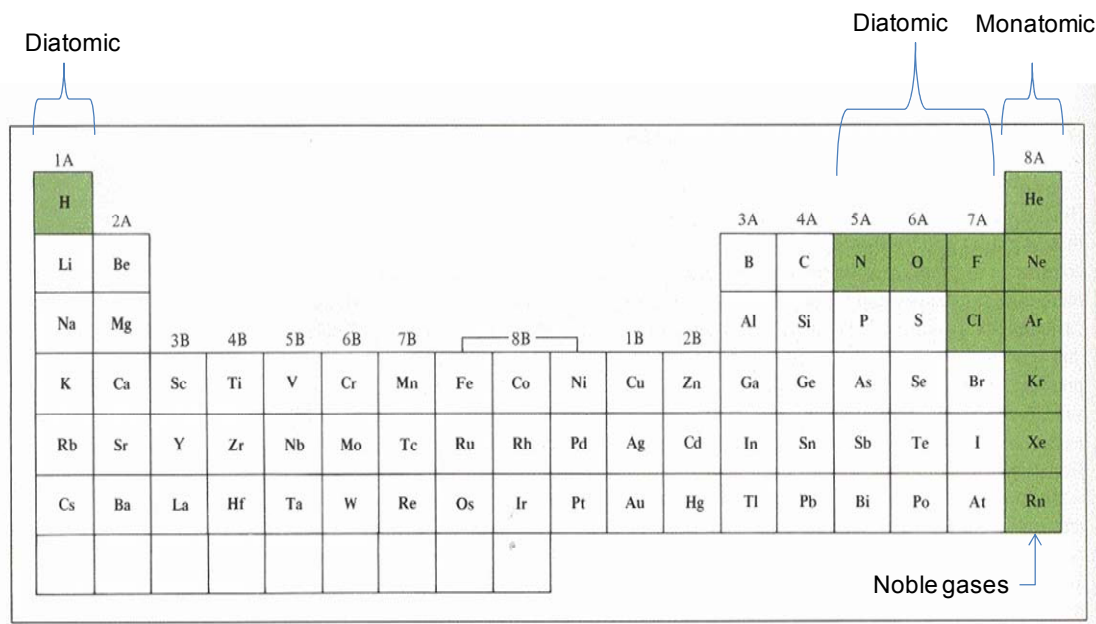 Diatomic Monatomic
Diatomic
1A 8A
H He
2A 3A 4A 5A 6A 7A
Li Be B C N O F Ne
Na Mg Al Si P S Cl Ar
3B 4B 5B 6B 7B 8B 1B 2B
K Ca Sc Ti V Cr Mn Fe Co Ni Cu Zn Ga Ge As Se Br Kr
Rb Sr Y Zr Nb Mo Tc Ru Rh Pd Ag Cd In Sn Sb Te I Xe
Cs Ba La Hf Ta W Re Os Ir Pt Au Hg Tl Pb Bi Po At Rn
Noble gases